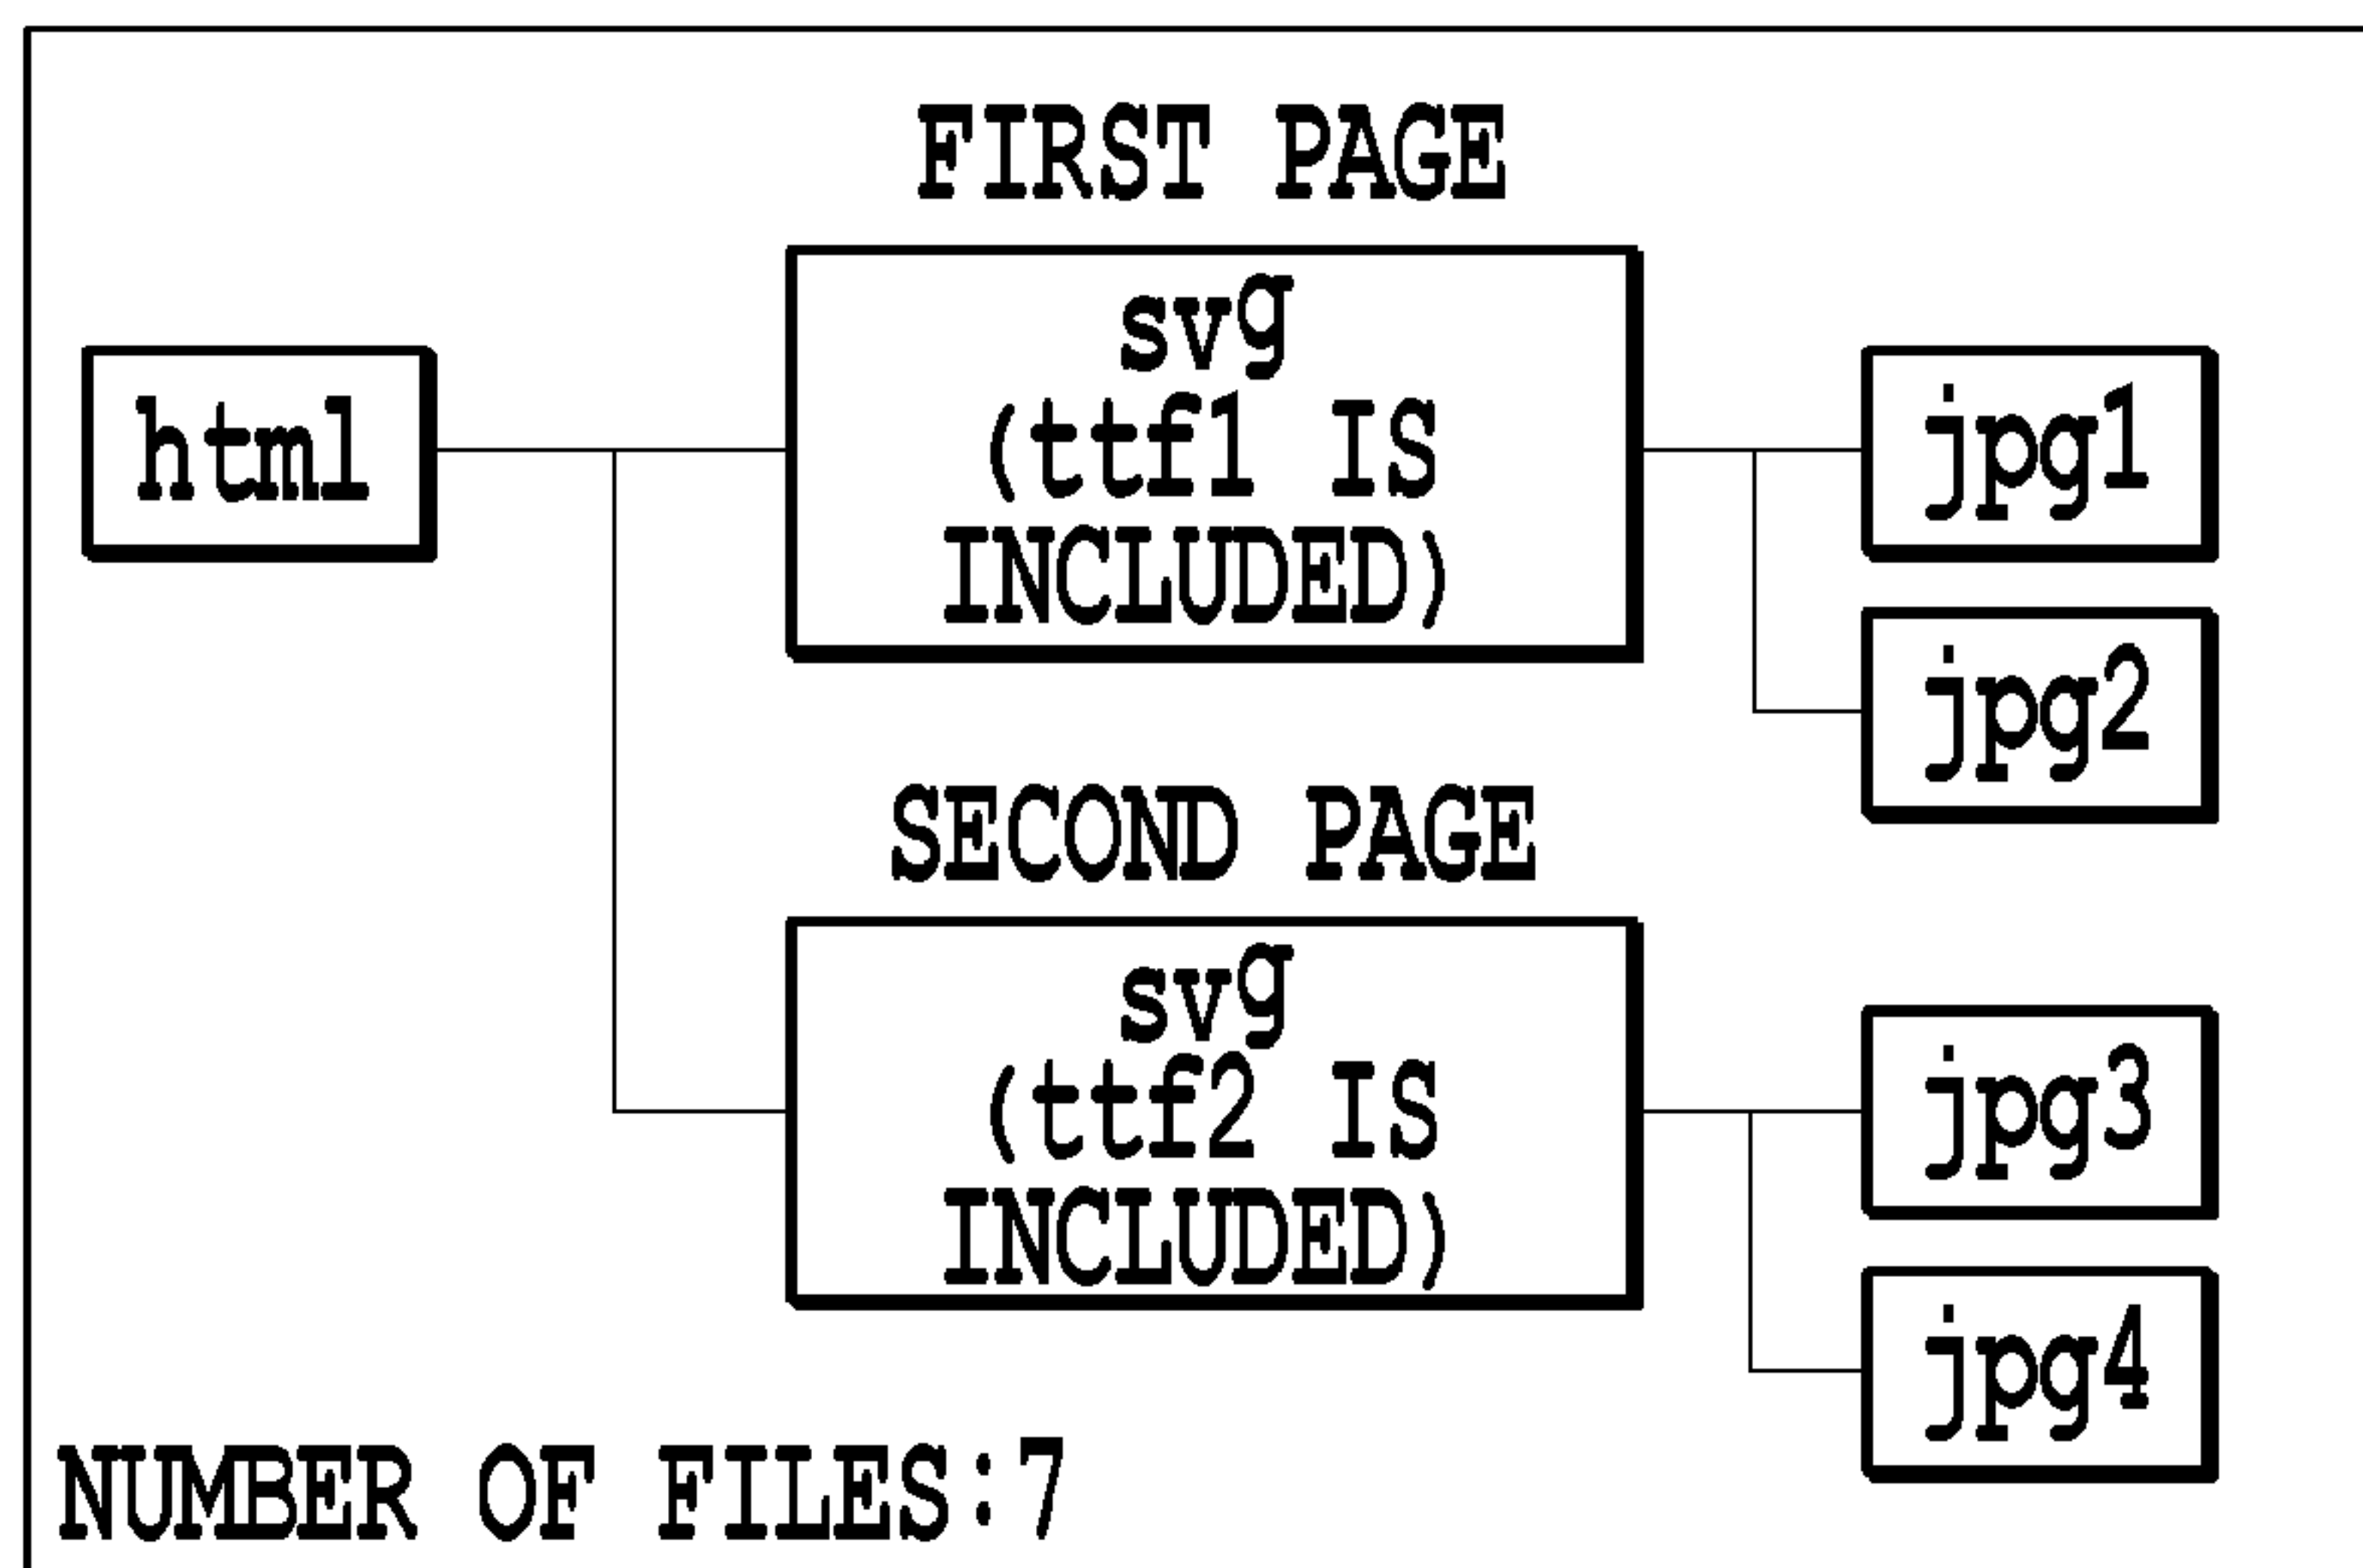 FIRST PAGE
html
svg
(ttf1 IS
INCLUDED)
jpg1
jpg2
SECOND PAGE
svg
(ttf2 IS
INCLUDED)
jpg3
jpg4
NUMBER OF FILES:7